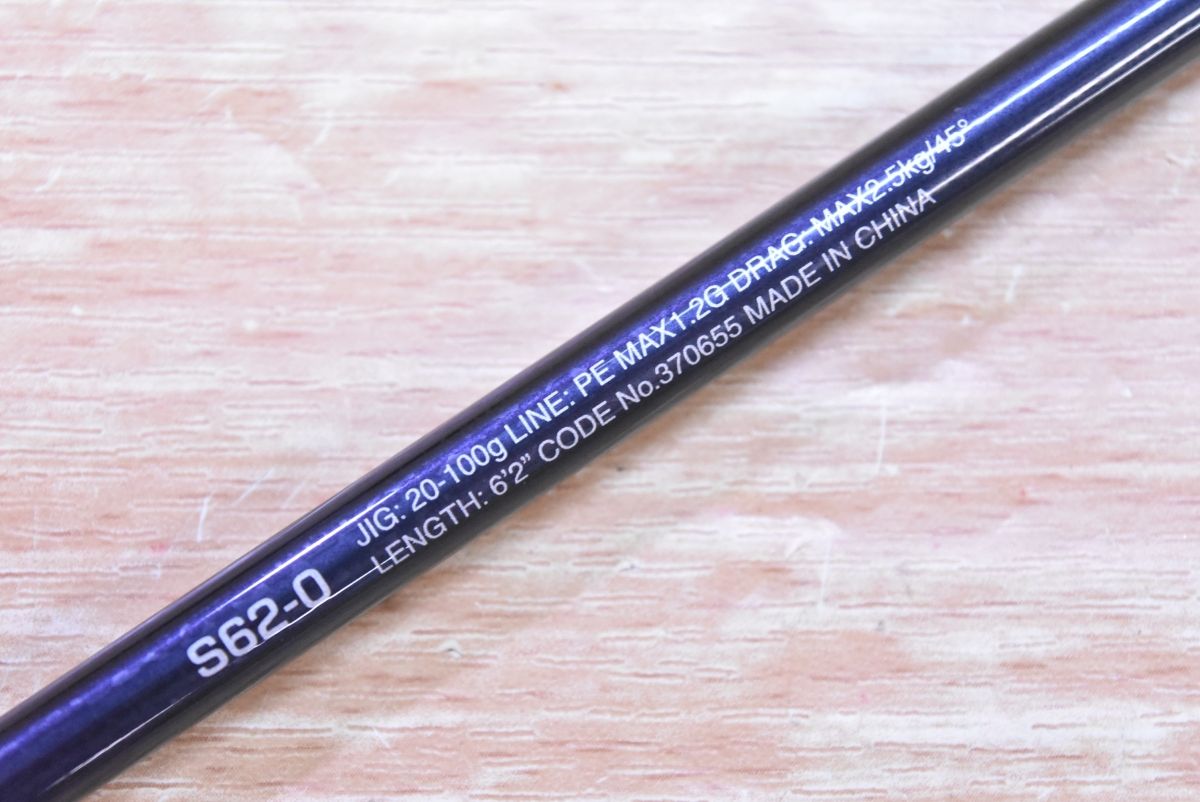 S62-0
JIG: 20-100g LINE: PE MAX1.2G DRAG: MAX2.5kg/45°
LENGTH: 6'2" CODE No.370655 MADE IN CHINA